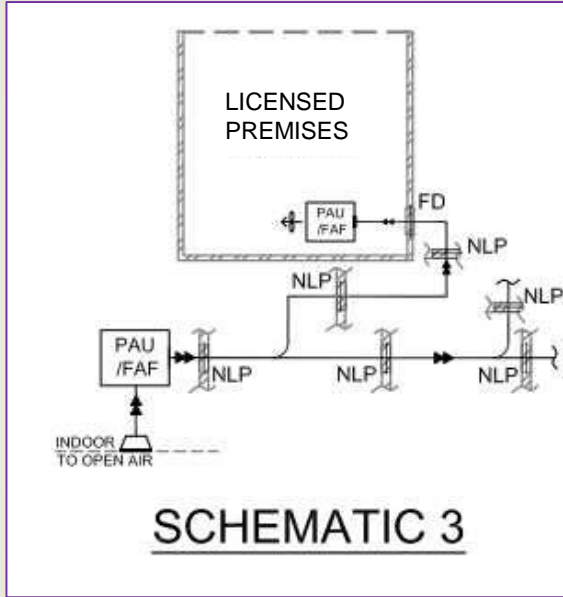 LICENSED
PREMISES
FD
PAU
/FAF
NLP
NLP
NLP
PAU
/FAF
NLP
NLP
NLP
INDOOR
TO OPEN AIR
SCHEMATIC 3